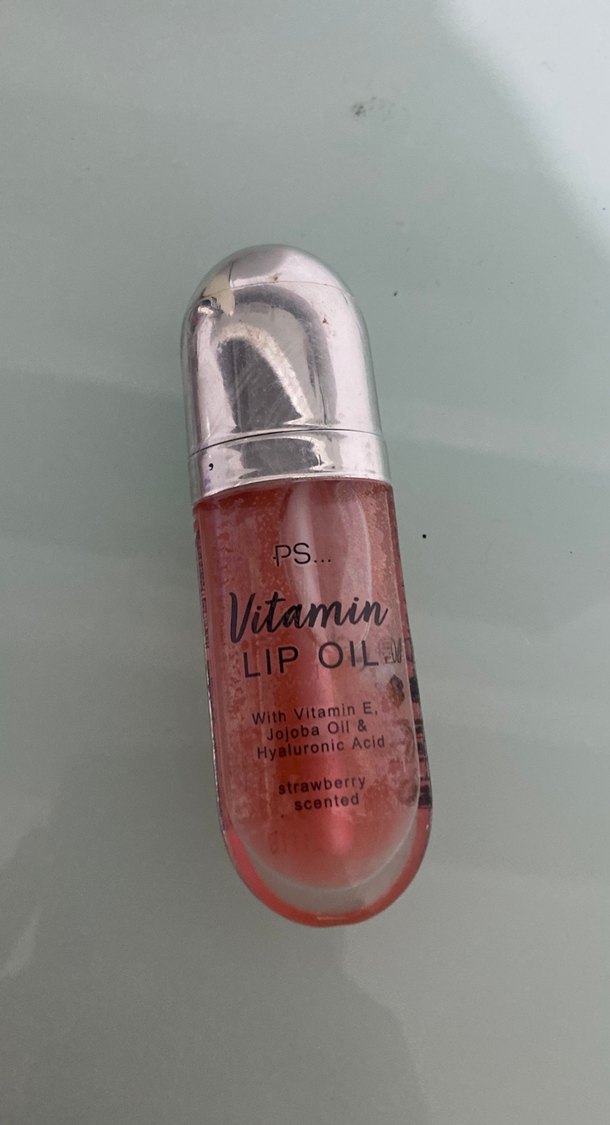 PS...
Vitamin
LIP OIL
With Vitamin E,
Jojoba Oil &
Hyaluronic Acid
strawberry
scented